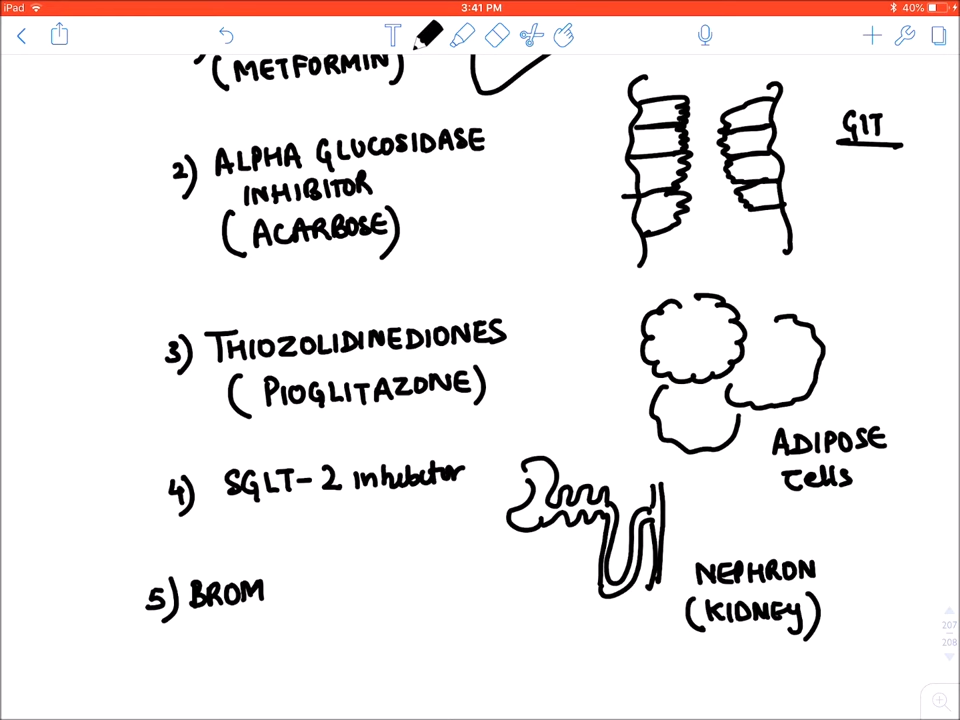 iPad 3:41 PM 40%
T
(METFORMIN)
2) ALPHA GLUCOSIDASE
INHIBITOR
(ACARBOSE)
GIT
3) THIOZOLIDINEDIONES
(PIOGLITAZONE)
ADIPOSE
cells
4) SGLT-2 inhibitor
NEPHRON
(KIDNEY)
5) BROM
207
208